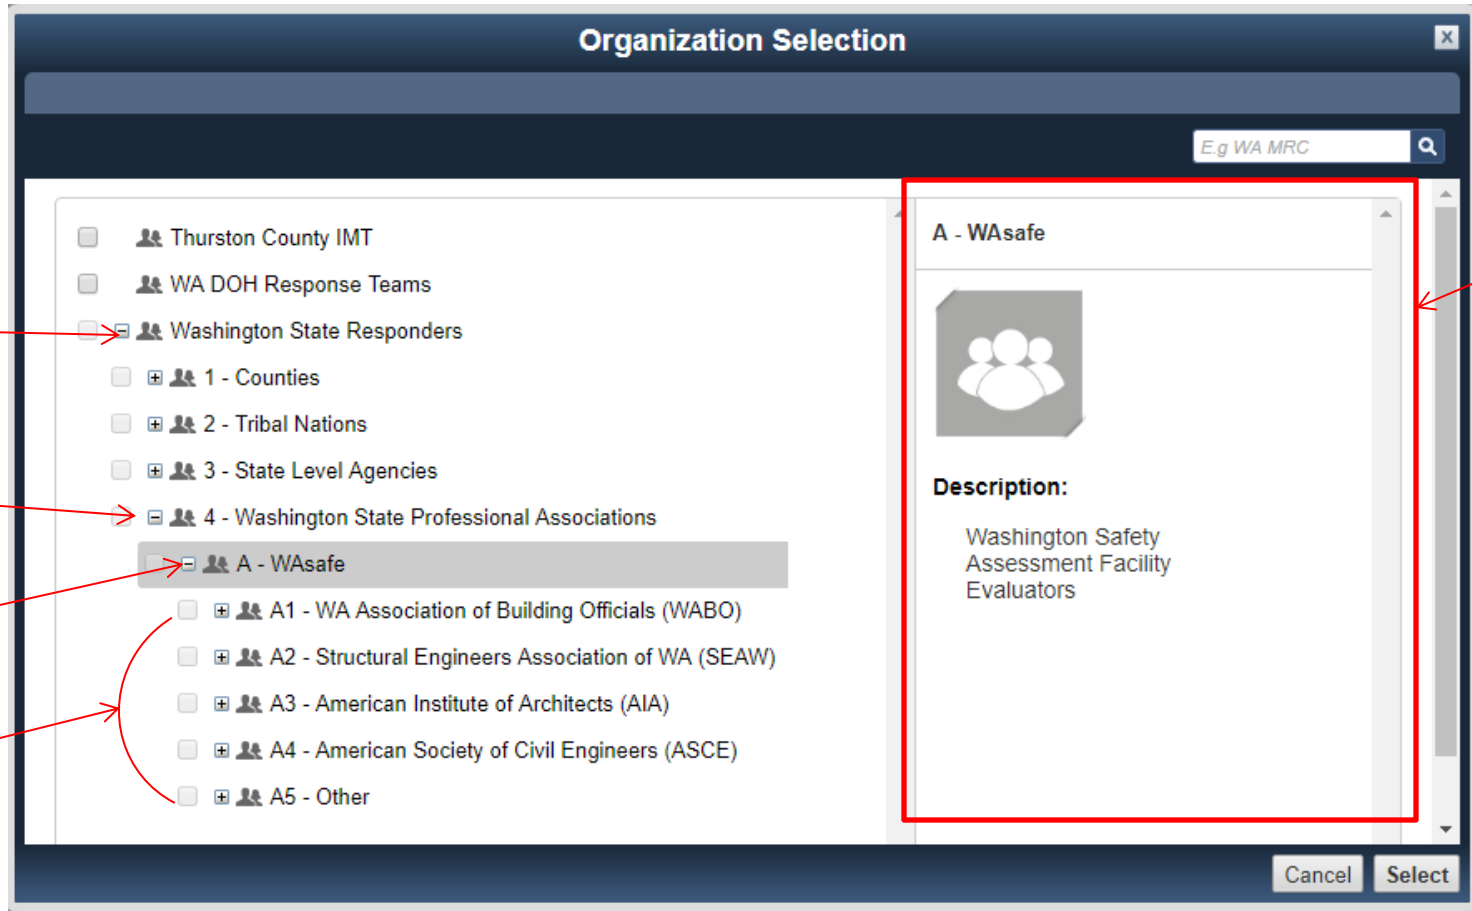 Organization Selection
x
E.g WA MRC
Thurston County IMT
WA DOH Response Teams
Washington State Responders
1 - Counties
2 - Tribal Nations
3 - State Level Agencies
4 - Washington State Professional Associations
A - WAsafe
A1 - WA Association of Building Officials (WABO)
A2 - Structural Engineers Association of WA (SEAW)
A3 - American Institute of Architects (AIA)
A4 - American Society of Civil Engineers (ASCE)
A5 - Other
A - WAsafe
Description:
Washington Safety
Assessment Facility
Evaluators
Cancel
Select